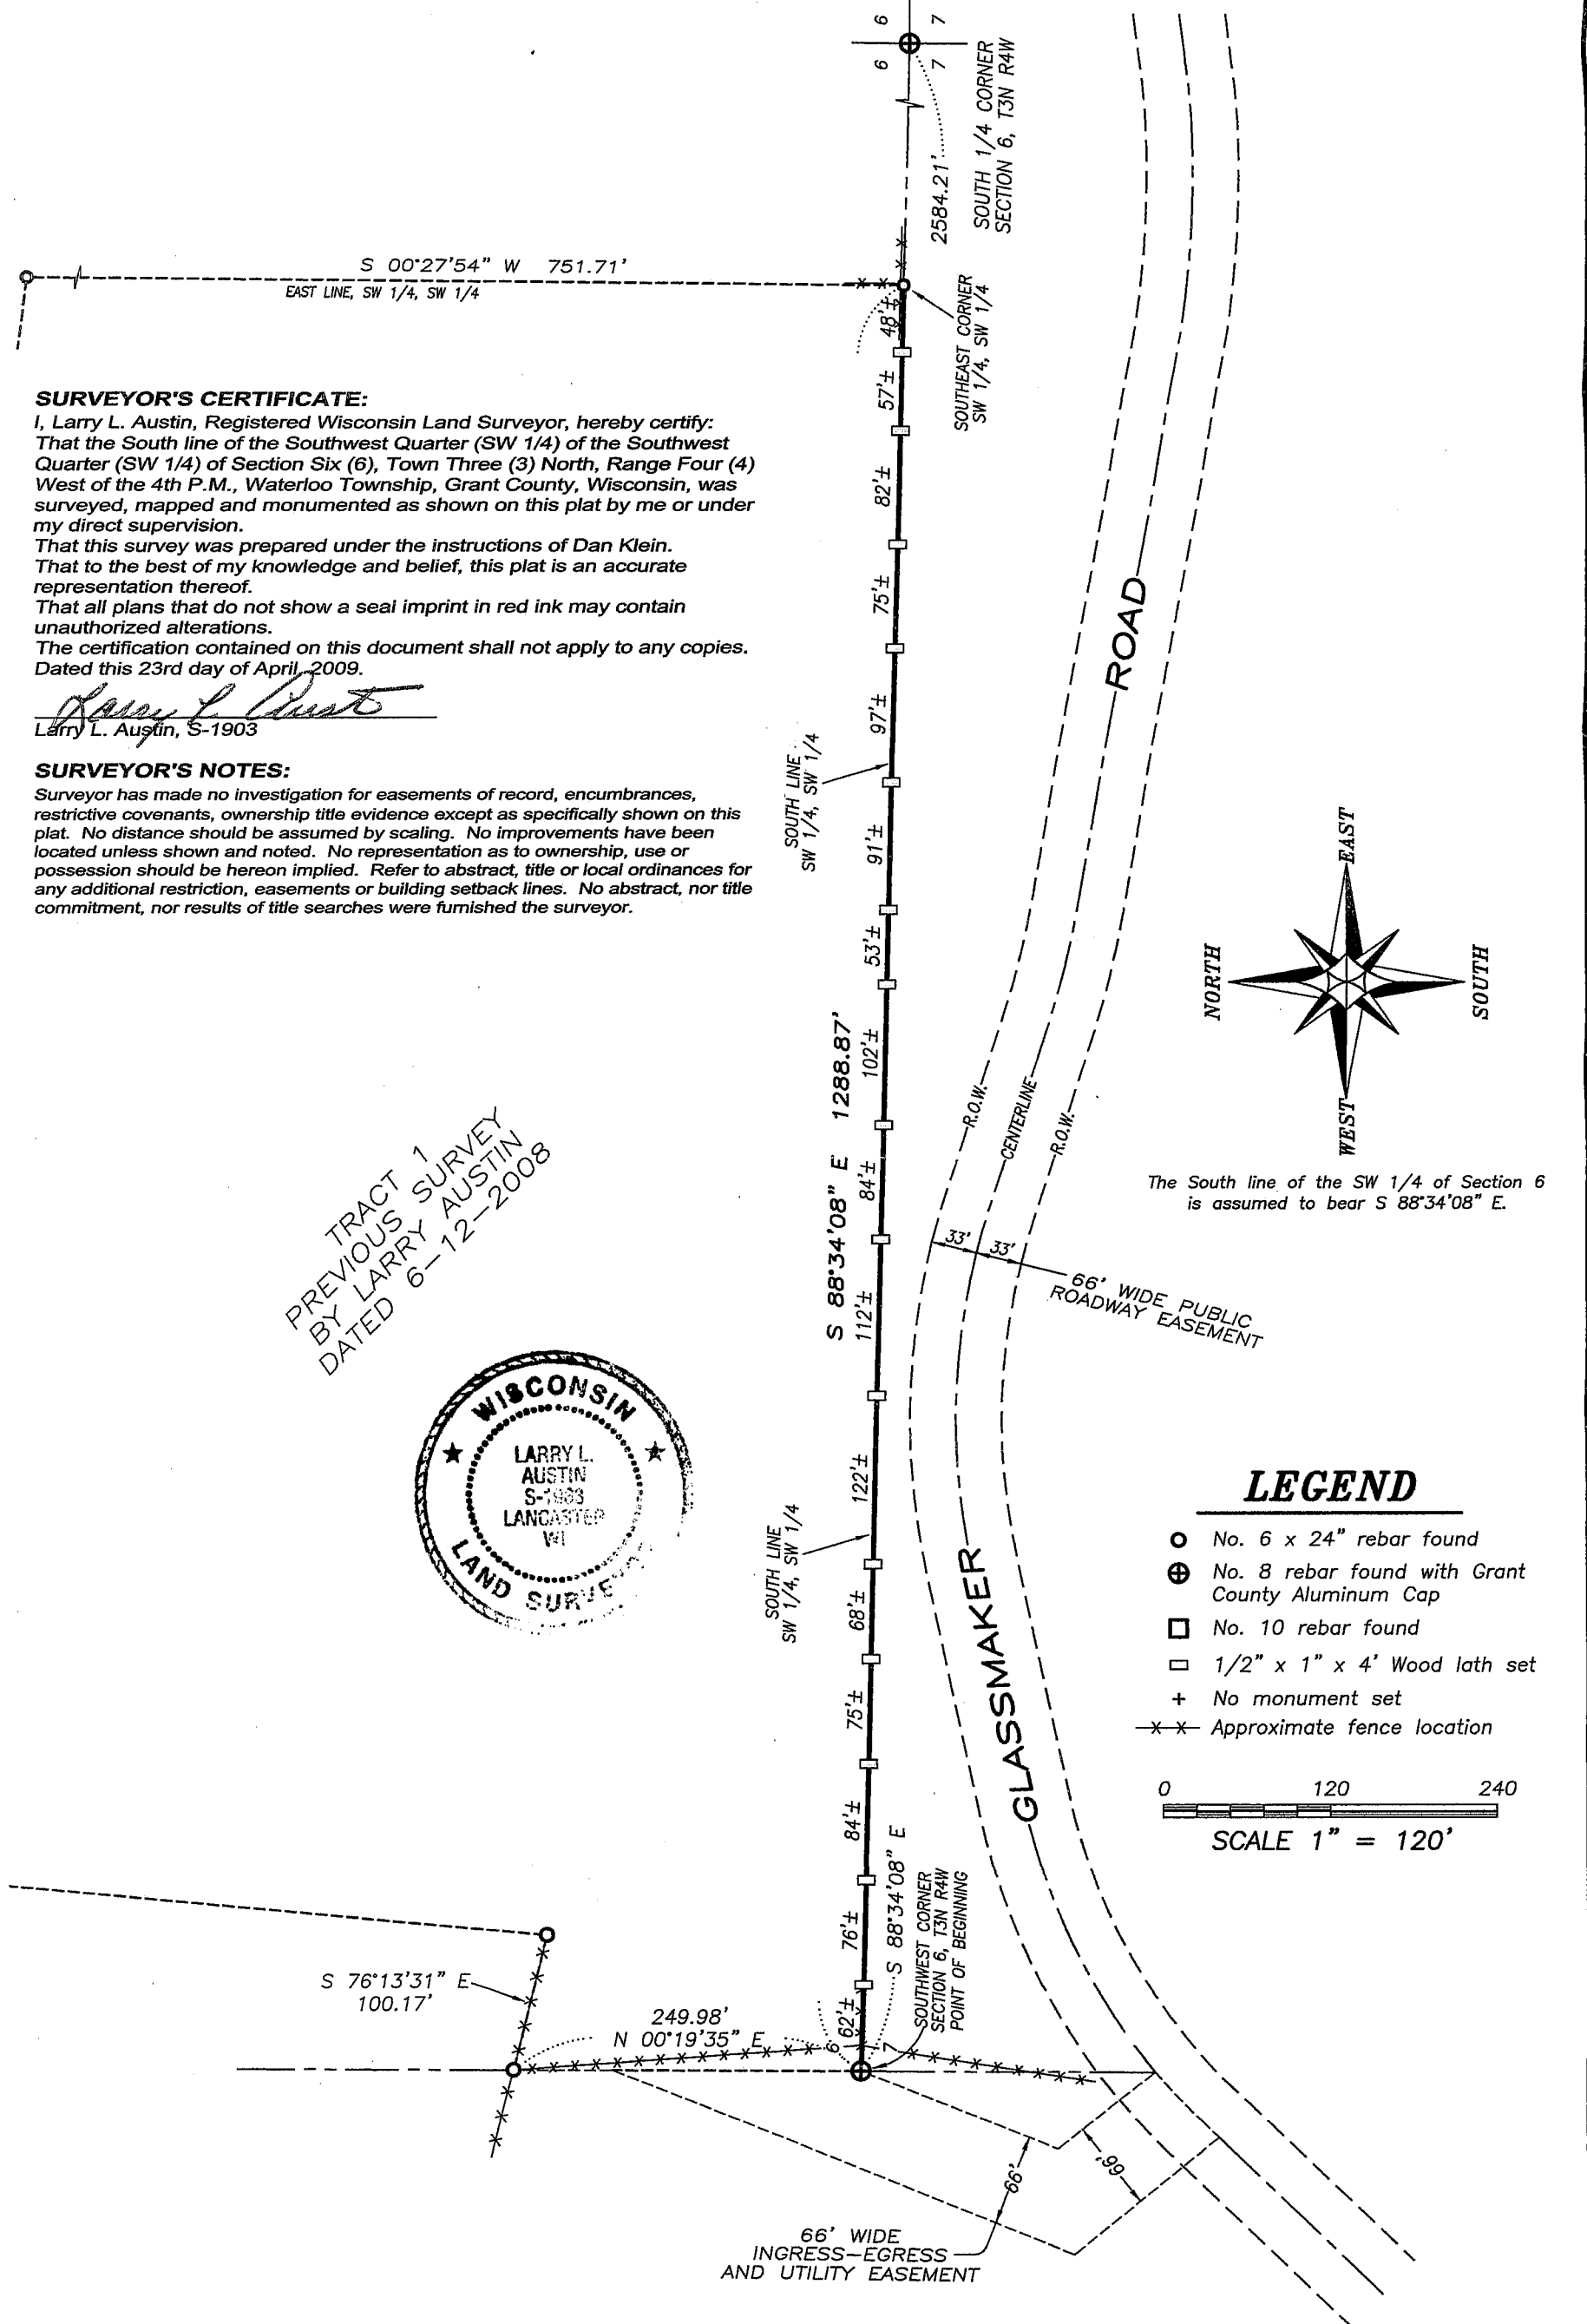 6 7
6 7
SOUTH 1/4 CORNER
SECTION 6, T3N R4W
2584.21'
S 00°27'54" W 751.71'
EAST LINE, SW 1/4, SW 1/4
SOUTHEAST CORNER
SW 1/4, SW 1/4
48'±
57'±
82'±
75'±
97'±
91'±
53'±
102'±
84'±
112'±
122'±
68'±
75'±
84'±
76'±
62'±
SURVEYOR'S CERTIFICATE:
I, Larry L. Austin, Registered Wisconsin Land Surveyor, hereby certify:
That the South line of the Southwest Quarter (SW 1/4) of the Southwest
Quarter (SW 1/4) of Section Six (6), Town Three (3) North, Range Four (4)
West of the 4th P.M., Waterloo Township, Grant County, Wisconsin, was
surveyed, mapped and monumented as shown on this plat by me or under
my direct supervision.
That this survey was prepared under the instructions of Dan Klein.
That to the best of my knowledge and belief, this plat is an accurate
representation thereof.
That all plans that do not show a seal imprint in red ink may contain
unauthorized alterations.
The certification contained on this document shall not apply to any copies.
Dated this 23rd day of April, 2009.
Larry L. Austin, S-1903
SURVEYOR'S NOTES:
Surveyor has made no investigation for easements of record, encumbrances,
restrictive covenants, ownership title evidence except as specifically shown on this
plat. No distance should be assumed by scaling. No improvements have been
located unless shown and noted. No representation as to ownership, use or
possession should be hereon implied. Refer to abstract, title or local ordinances for
any additional restriction, easements or building setback lines. No abstract, nor title
commitment, nor results of title searches were furnished the surveyor.
SOUTH LINE
SW 1/4, SW 1/4
S 88°34'08" E 1288.87'
ROAD
EAST
NORTH
SOUTH
WEST
The South line of the SW 1/4 of Section 6
is assumed to bear S 88°34'08" E.
R.O.W.
CENTERLINE
R.O.W.
33' 33'
66' WIDE PUBLIC
ROADWAY EASEMENT
TRACT 1
PREVIOUS SURVEY
BY LARRY AUSTIN
DATED 6-12-2008
WISCONSIN
LARRY L.
AUSTIN
LANCASTER
WI
LAND
SOUTH LINE
SW 1/4, SW 1/4
GLASSMAKER
LEGEND
No. 6 x 24" rebar found
No. 8 rebar found with Grant
County Aluminum Cap
No. 10 rebar found
1/2" x 1" x 4' Wood lath set
No monument set
Approximate fence location
0 120 240
SCALE 1" = 120'
S 88°34'08" E
SOUTHWEST CORNER
SECTION 6, T3N R4W
POINT OF BEGINNING
S 76°13'31" E
100.17'
249.98'
N 00°19'35" E
6 7
66'
66'
66' WIDE
INGRESS-EGRESS
AND UTILITY EASEMENT